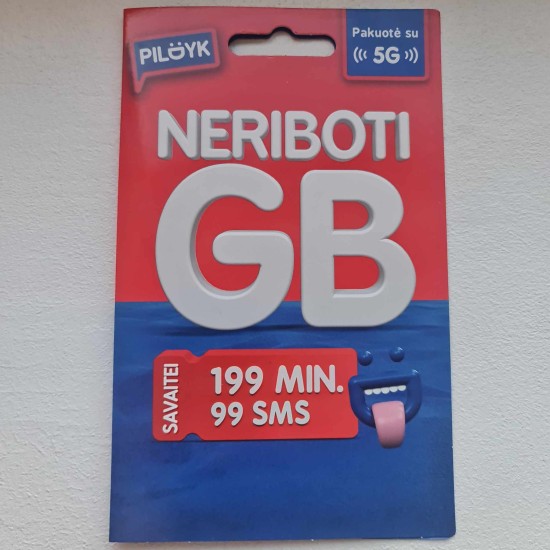 PILDYK
Pakuotė su
5G
NERIBOTI
GB
SAVAITEI
199 MIN.
99 SMS